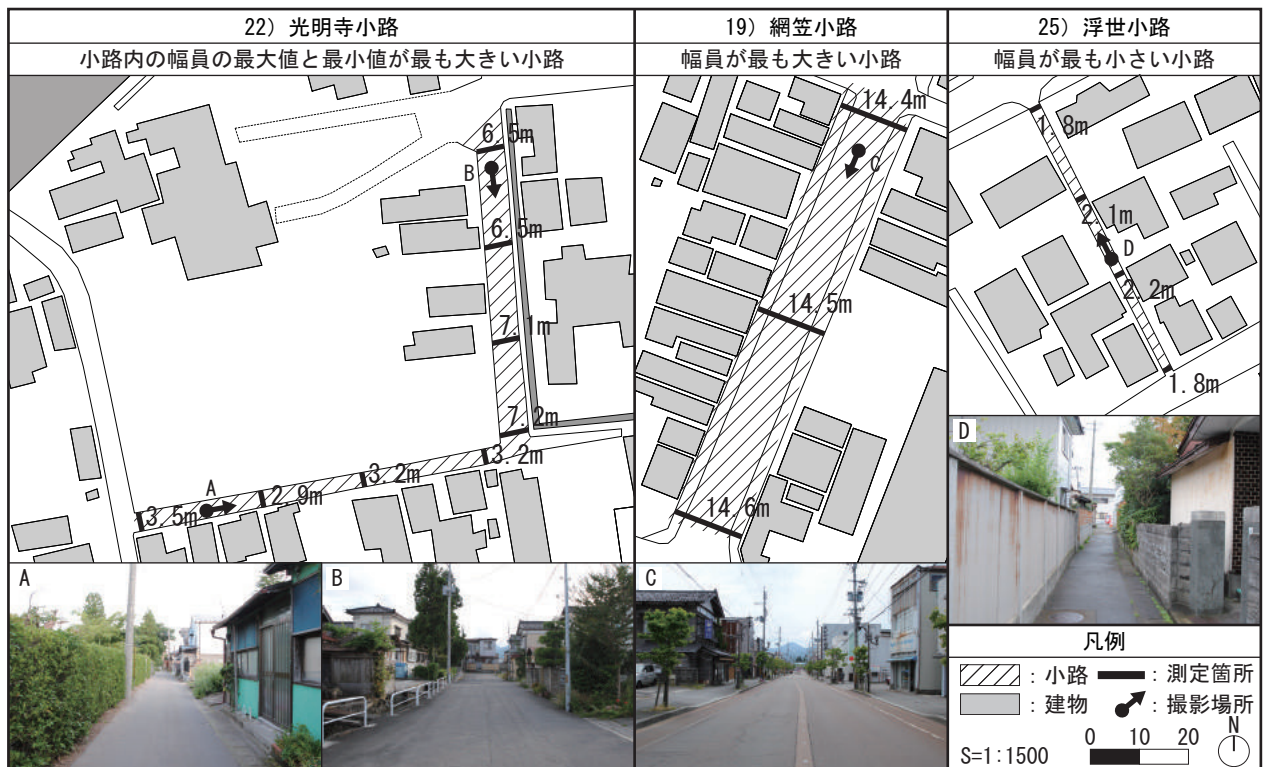 22）光明寺小路
小路内の幅員の最大値と最小値が最も大きい小路
6.5m
B
6.5m
7.1m
7.2m
3.2m
3.2m
2.9m
A
3.5m
A
B
19）網笠小路
幅員が最も大きい小路
14.4m
C
14.5m
14.6m
C
25）浮世小路
幅員が最も小さい小路
1.8m
2.1m
D
2.2m
1.8m
D
凡例
：小路
：測定箇所
：建物
：撮影場所
S=1:1500
0 10 20
N